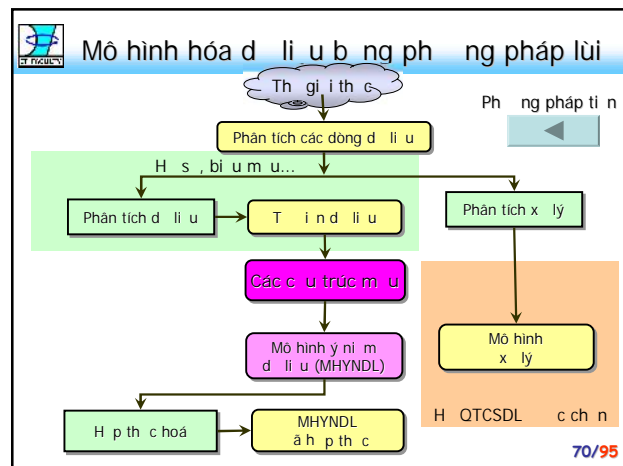 IT FACULTY
Mô hình hóa d li u b ng ph ng pháp lùi
Th gi i th c
Ph ng pháp ti n
Phân tích các dòng d li u
H s , bi u m u...
Phân tích d li u
T i n d li u
Phân tích x lý
Các c u trúc m u
Mô hình ý ni m
d li u (MHYNDL)
Mô hình
x lý
H p th c hoá
MHYNDL
ã h p th c
H QTCSDL c ch n
70/95